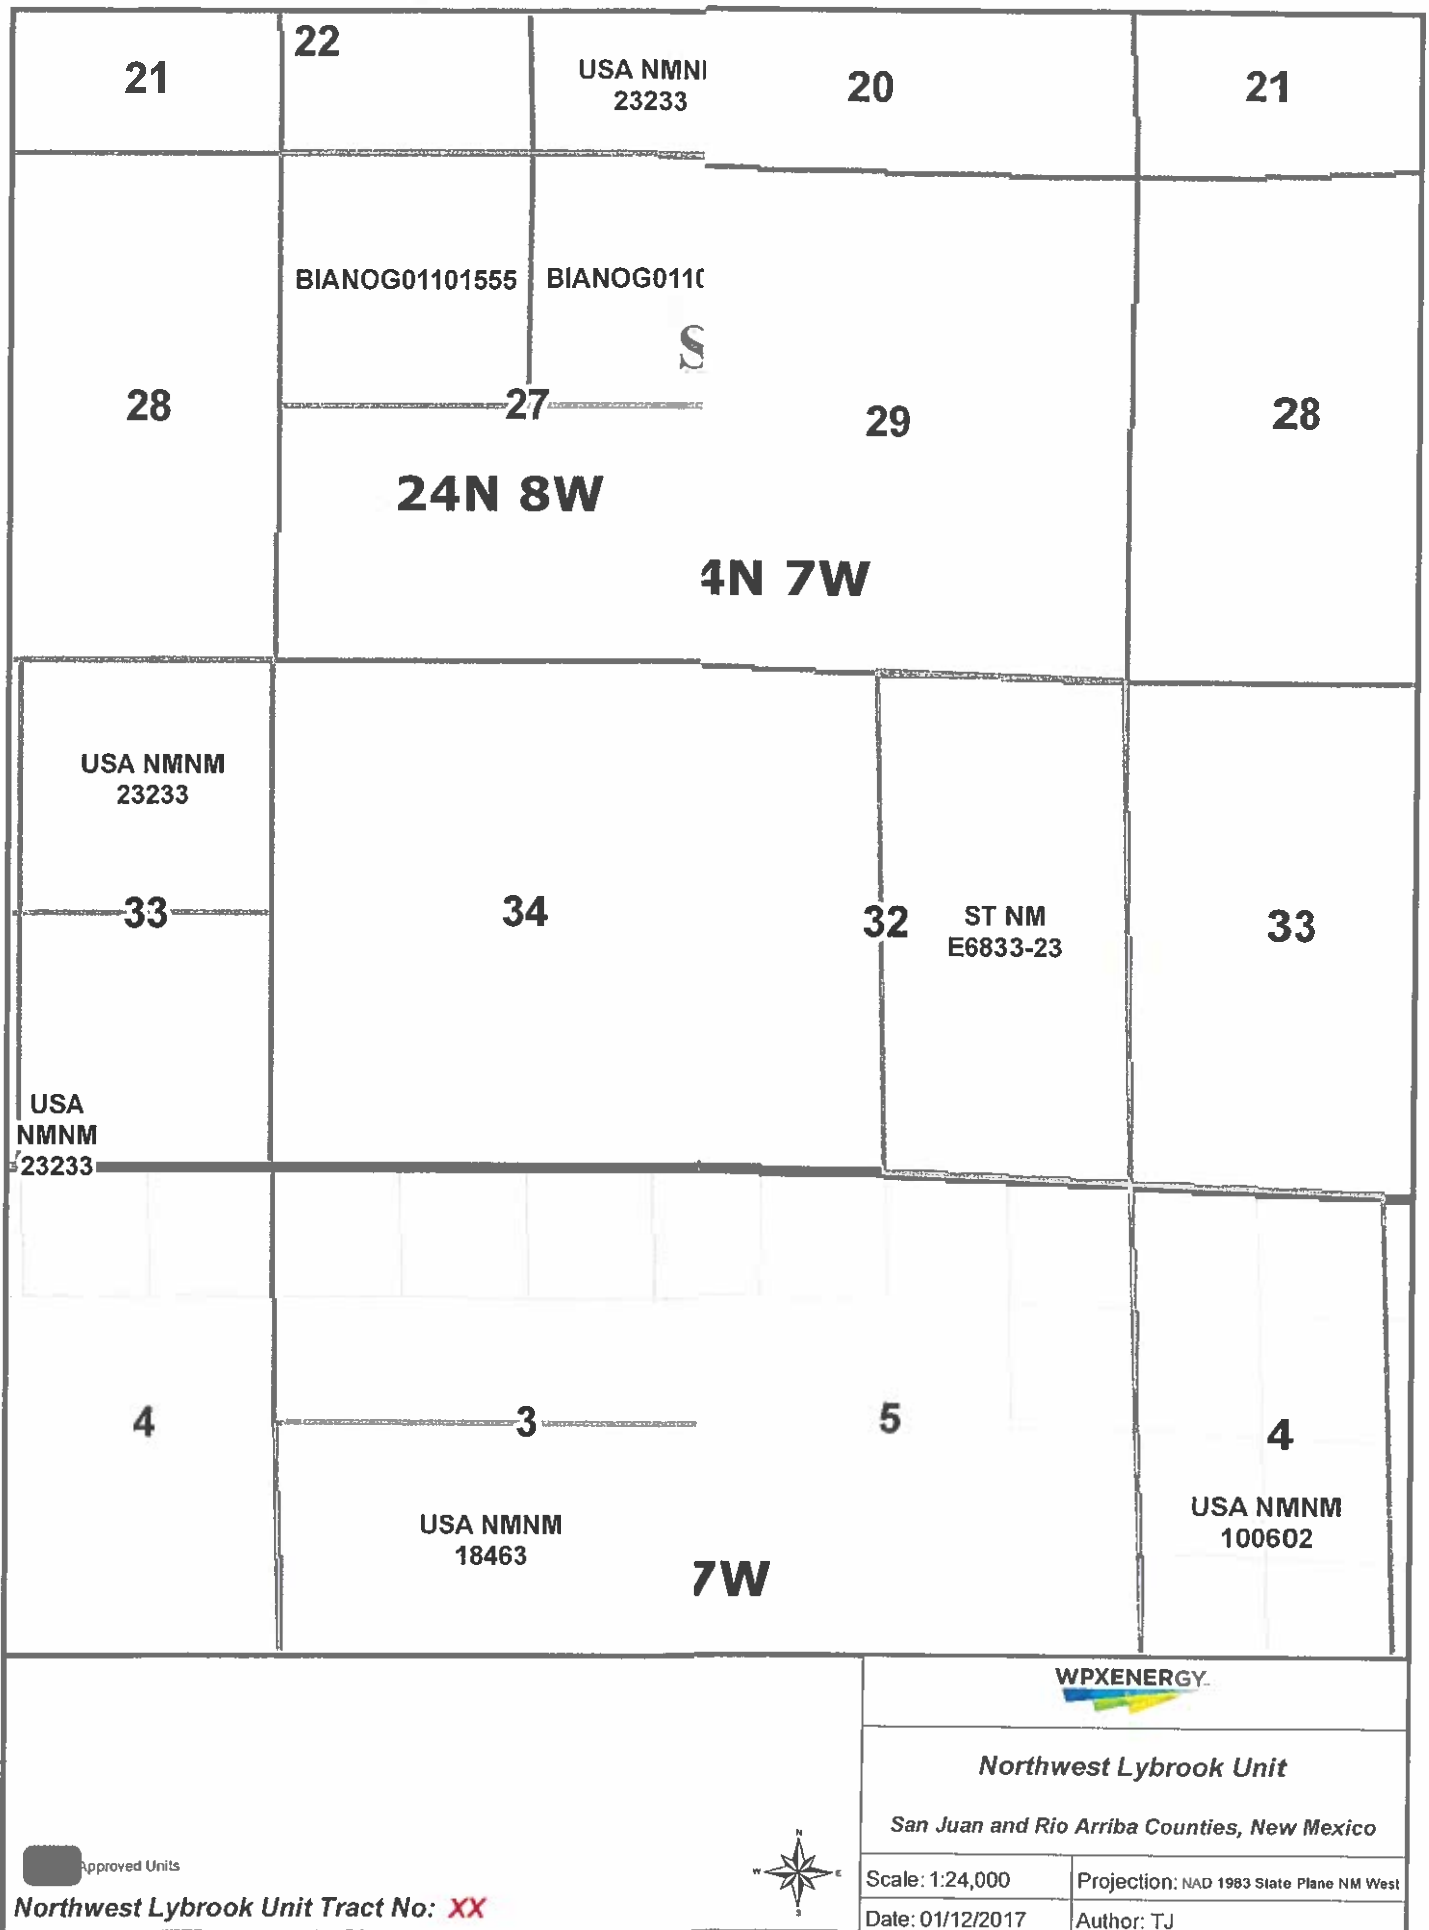 22
21
USA NMNM
23233
20
21
BIANOG01101555
BIANOG0110
S
28
27
29
28
24N 8W
4N 7W
USA NMNM
23233
33
34
32
ST NM
E6833-23
33
USA
NMNM
23233
4
3
5
4
USA NMNM
18463
USA NMNM
100602
7W
WPXENERGY
Northwest Lybrook Unit
San Juan and Rio Arriba Counties, New Mexico
Approved Units
N
W
E
S
Scale: 1:24,000
Projection: NAD 1983 State Plane NM West
Northwest Lybrook Unit Tract No: XX
Date: 01/12/2017
Author: TJ